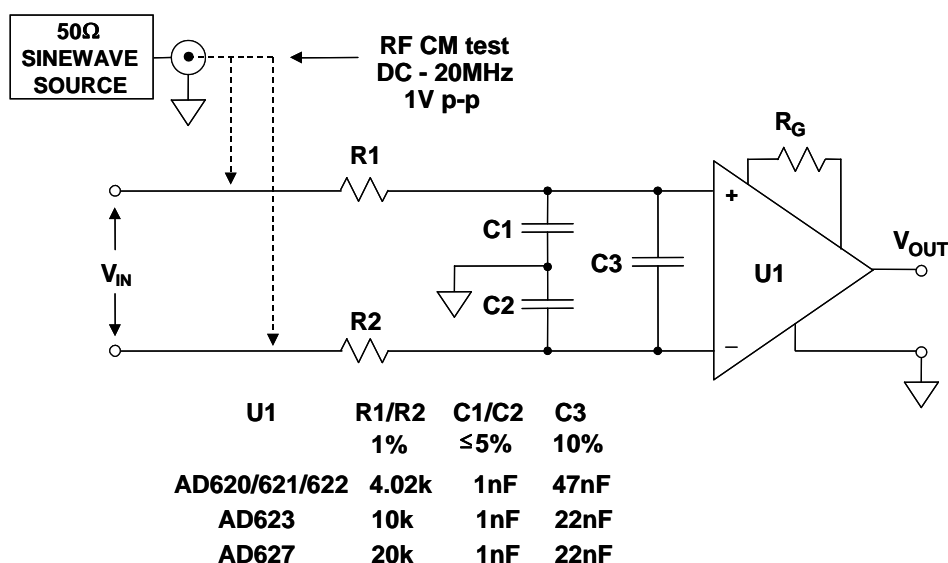 50Ω
SINEWAVE
SOURCE
RF CM test
DC - 20MHz
1V p-p
RG
R1
+
C1
VOUT
C3
VIN
U1
C2
R2
–
U1 R1/R2 C1/C2 C3
1% ≤5% 10%
AD620/621/622 4.02k 1nF 47nF
AD623 10k 1nF 22nF
AD627 20k 1nF 22nF